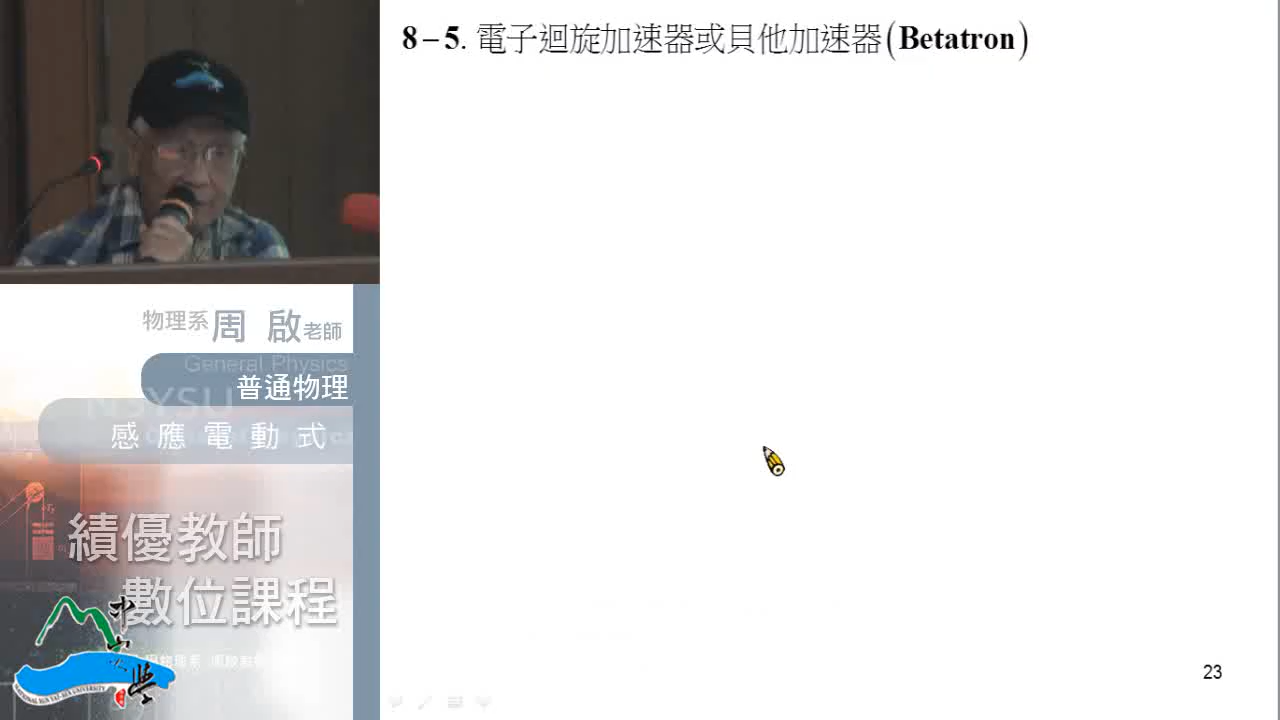 8–5. 電子迴旋加速器或貝他加速器(Betatron)
物理系 周 啟 老師
General Physics
普通物理
NSYSU
感應電動式
績優教師
數位課程
23